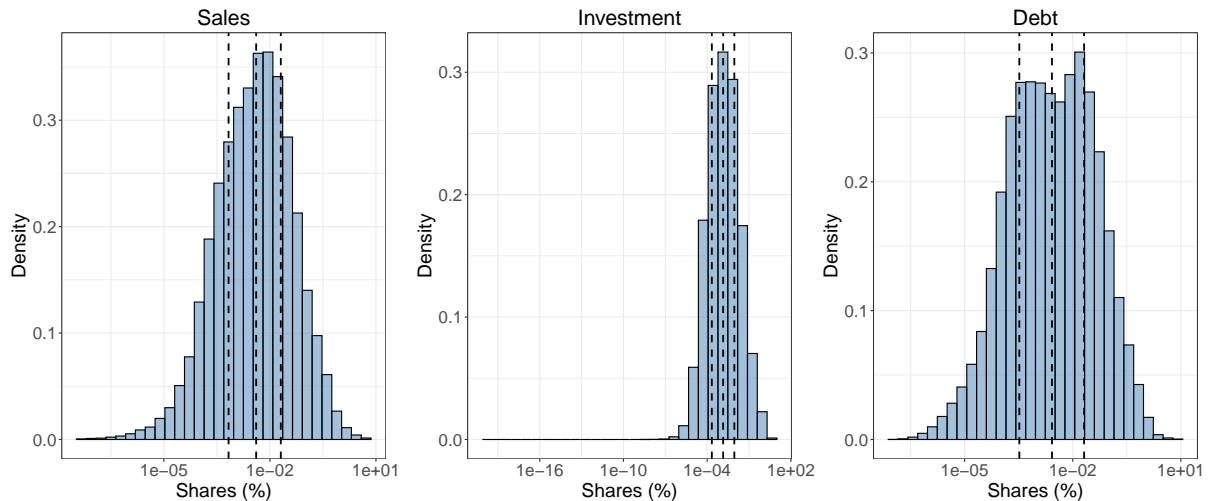 Sales
Density
0.3
0.2
0.1
0.0
1e−05
1e−02
1e+01
Shares (%)
Investment
Density
0.3
0.2
0.1
0.0
1e−16
1e−10
1e−04
1e+02
Shares (%)
Debt
Density
0.3
0.2
0.1
0.0
1e−05
1e−02
1e+01
Shares (%)